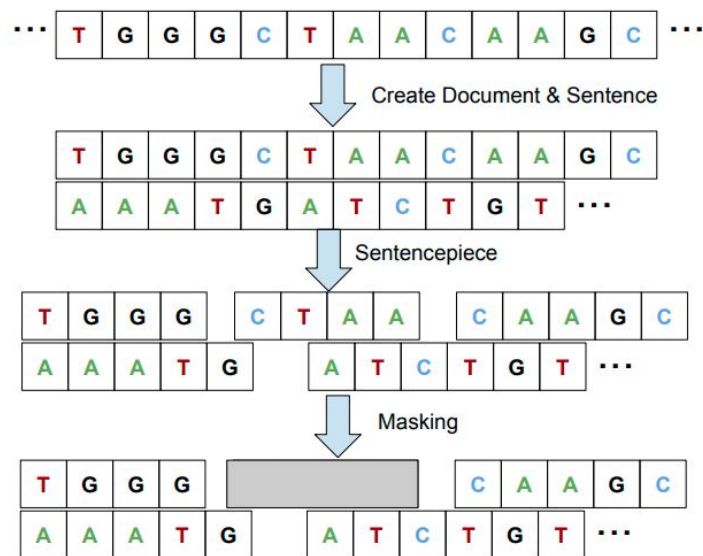 ... T G G G C T A A C A A G C ...
Create Document & Sentence
T G G G C T A A C A A G C
A A A T G A T C T G T ...
Sentencepiece
T G G G C T A A C A A G C
A A A T G A T C T G T ...
Masking
T G G G C A A G C
A A A T G A T C T G T ...